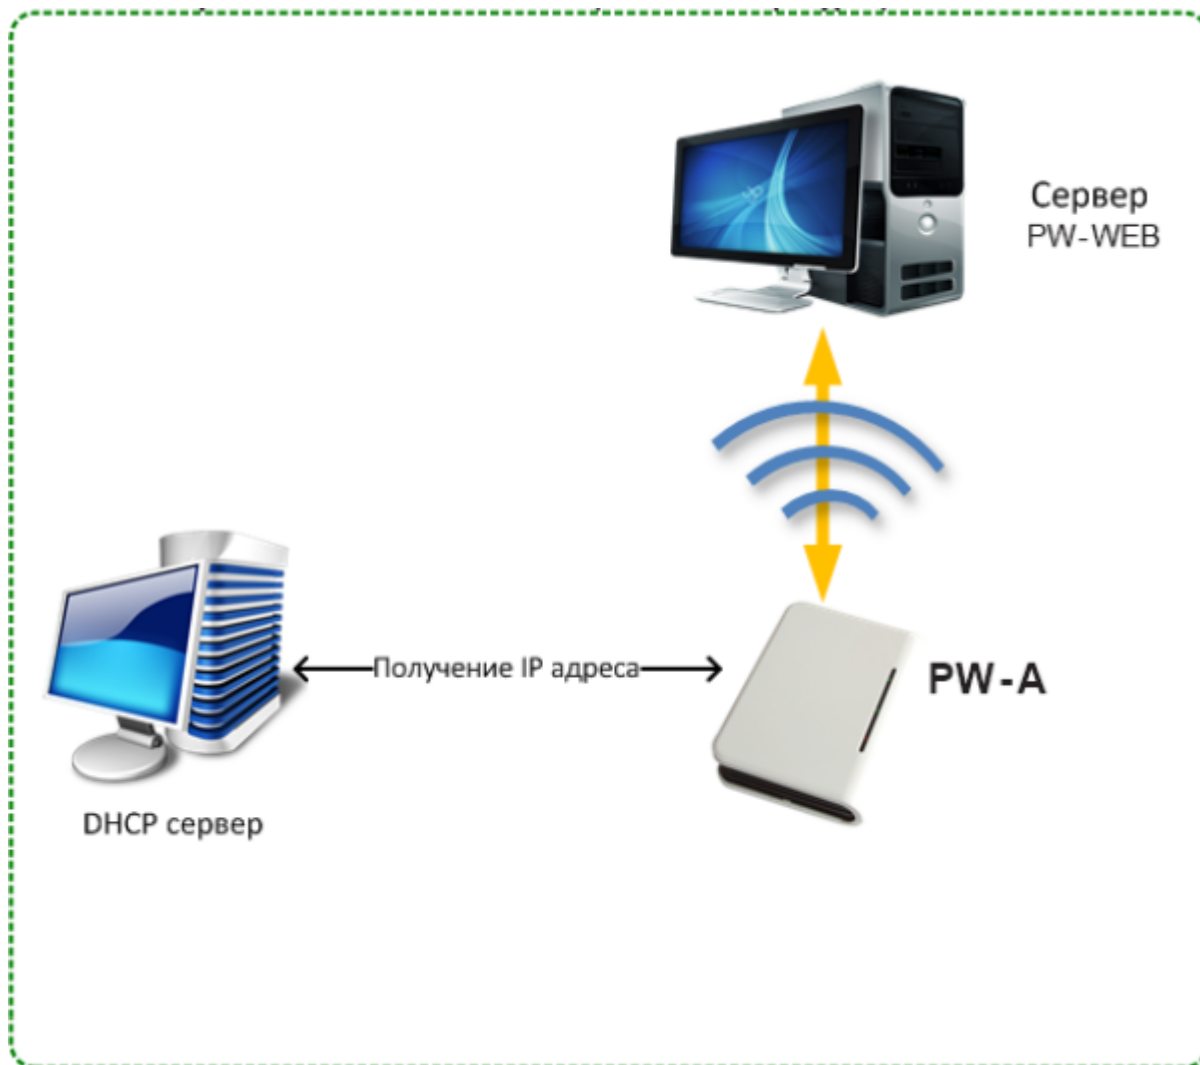 Сервер
PW-WEB
Получение IP адреса
PW-A
DHCP сервер